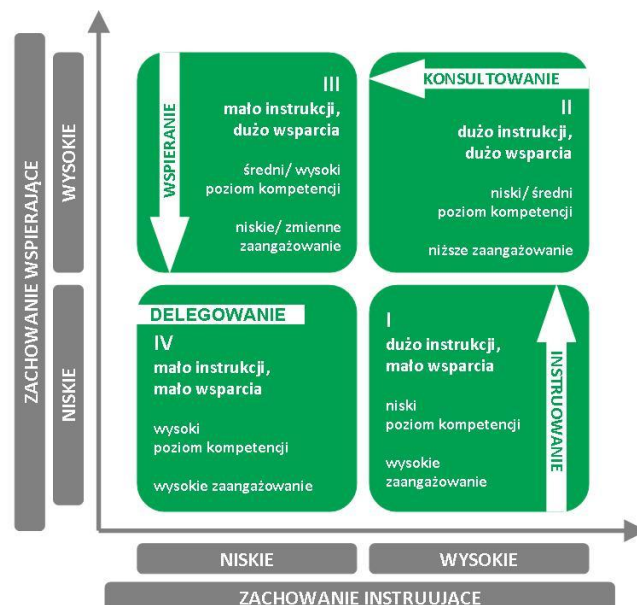 ZACHOWANIE WSPIERAJĄCE
WYSOKIE
NISKIE
WSPIERANIE
III
mało instrukcji,
dużo wsparcia
średni/ wysoki
poziom kompetencji
niskie/ zmienne
zaangażowanie
KONSULTOWANIE
II
dużo instrukcji,
dużo wsparcia
niski/ średni
poziom kompetencji
niższe zaangażowanie
DELEGOWANIE
IV
mało instrukcji,
mało wsparcia
wysoki
poziom kompetencji
wysokie zaangażowanie
I
dużo instrukcji,
mało wsparcia
niski
poziom kompetencji
wysokie
zaangażowanie
INSTRUOWANIE
NISKIE
WYSOKIE
ZACHOWANIE INSTRUUJĄCE